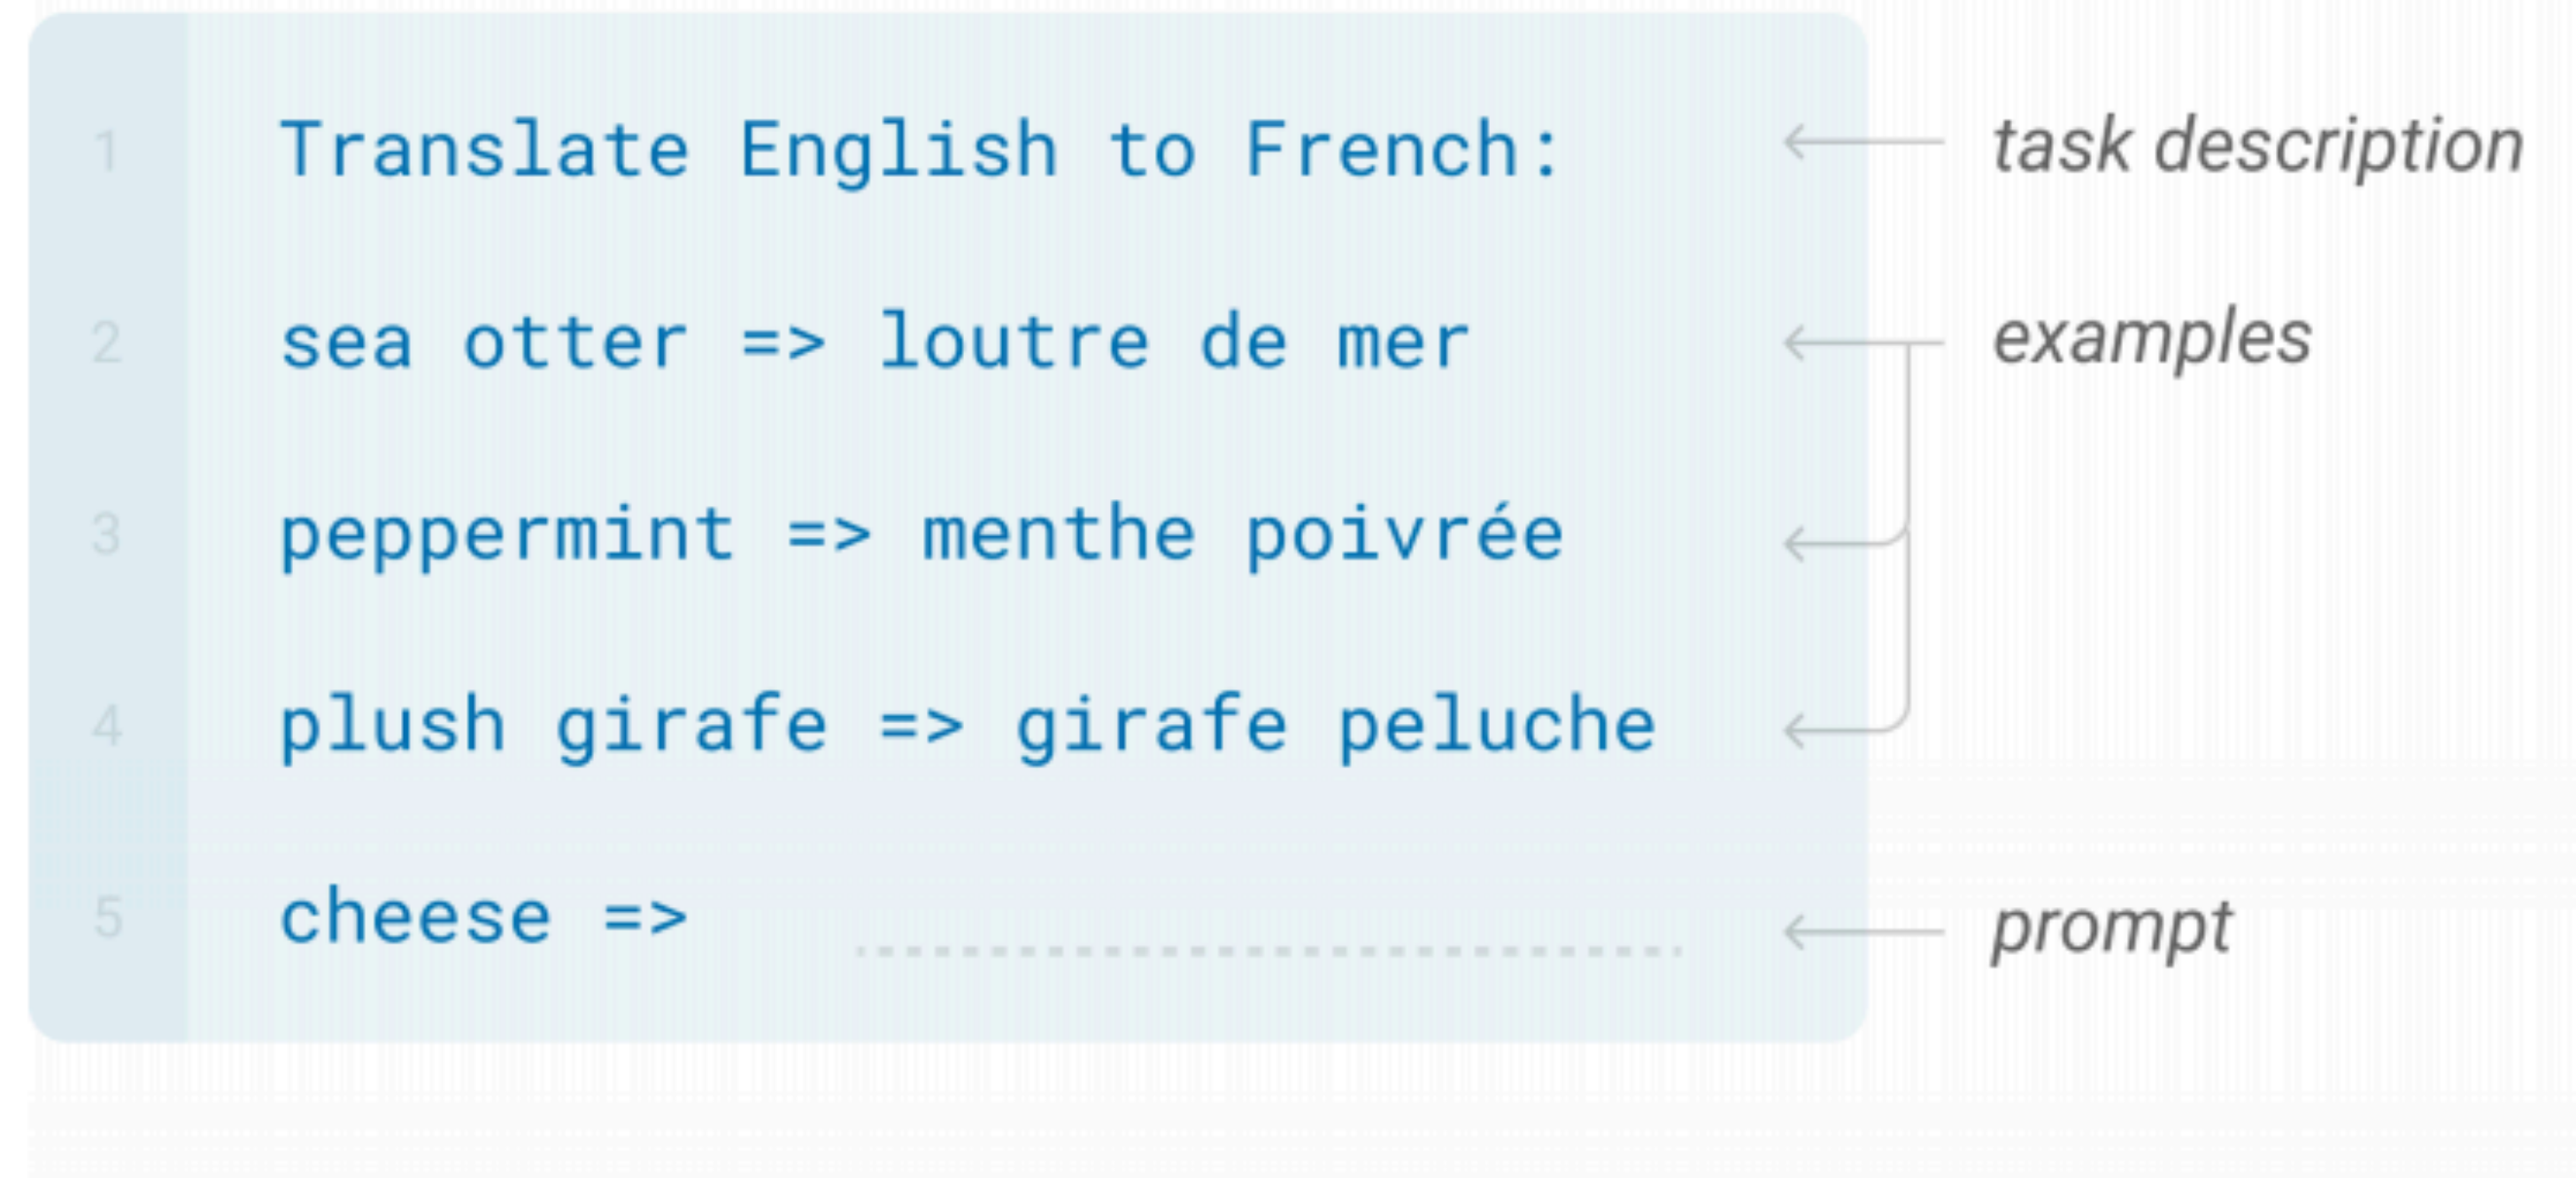 1 Translate English to French: task description
2 sea otter => loutre de mer examples
3 peppermint => menthe poivrée
4 plush girafe => girafe peluche
5 cheese => prompt